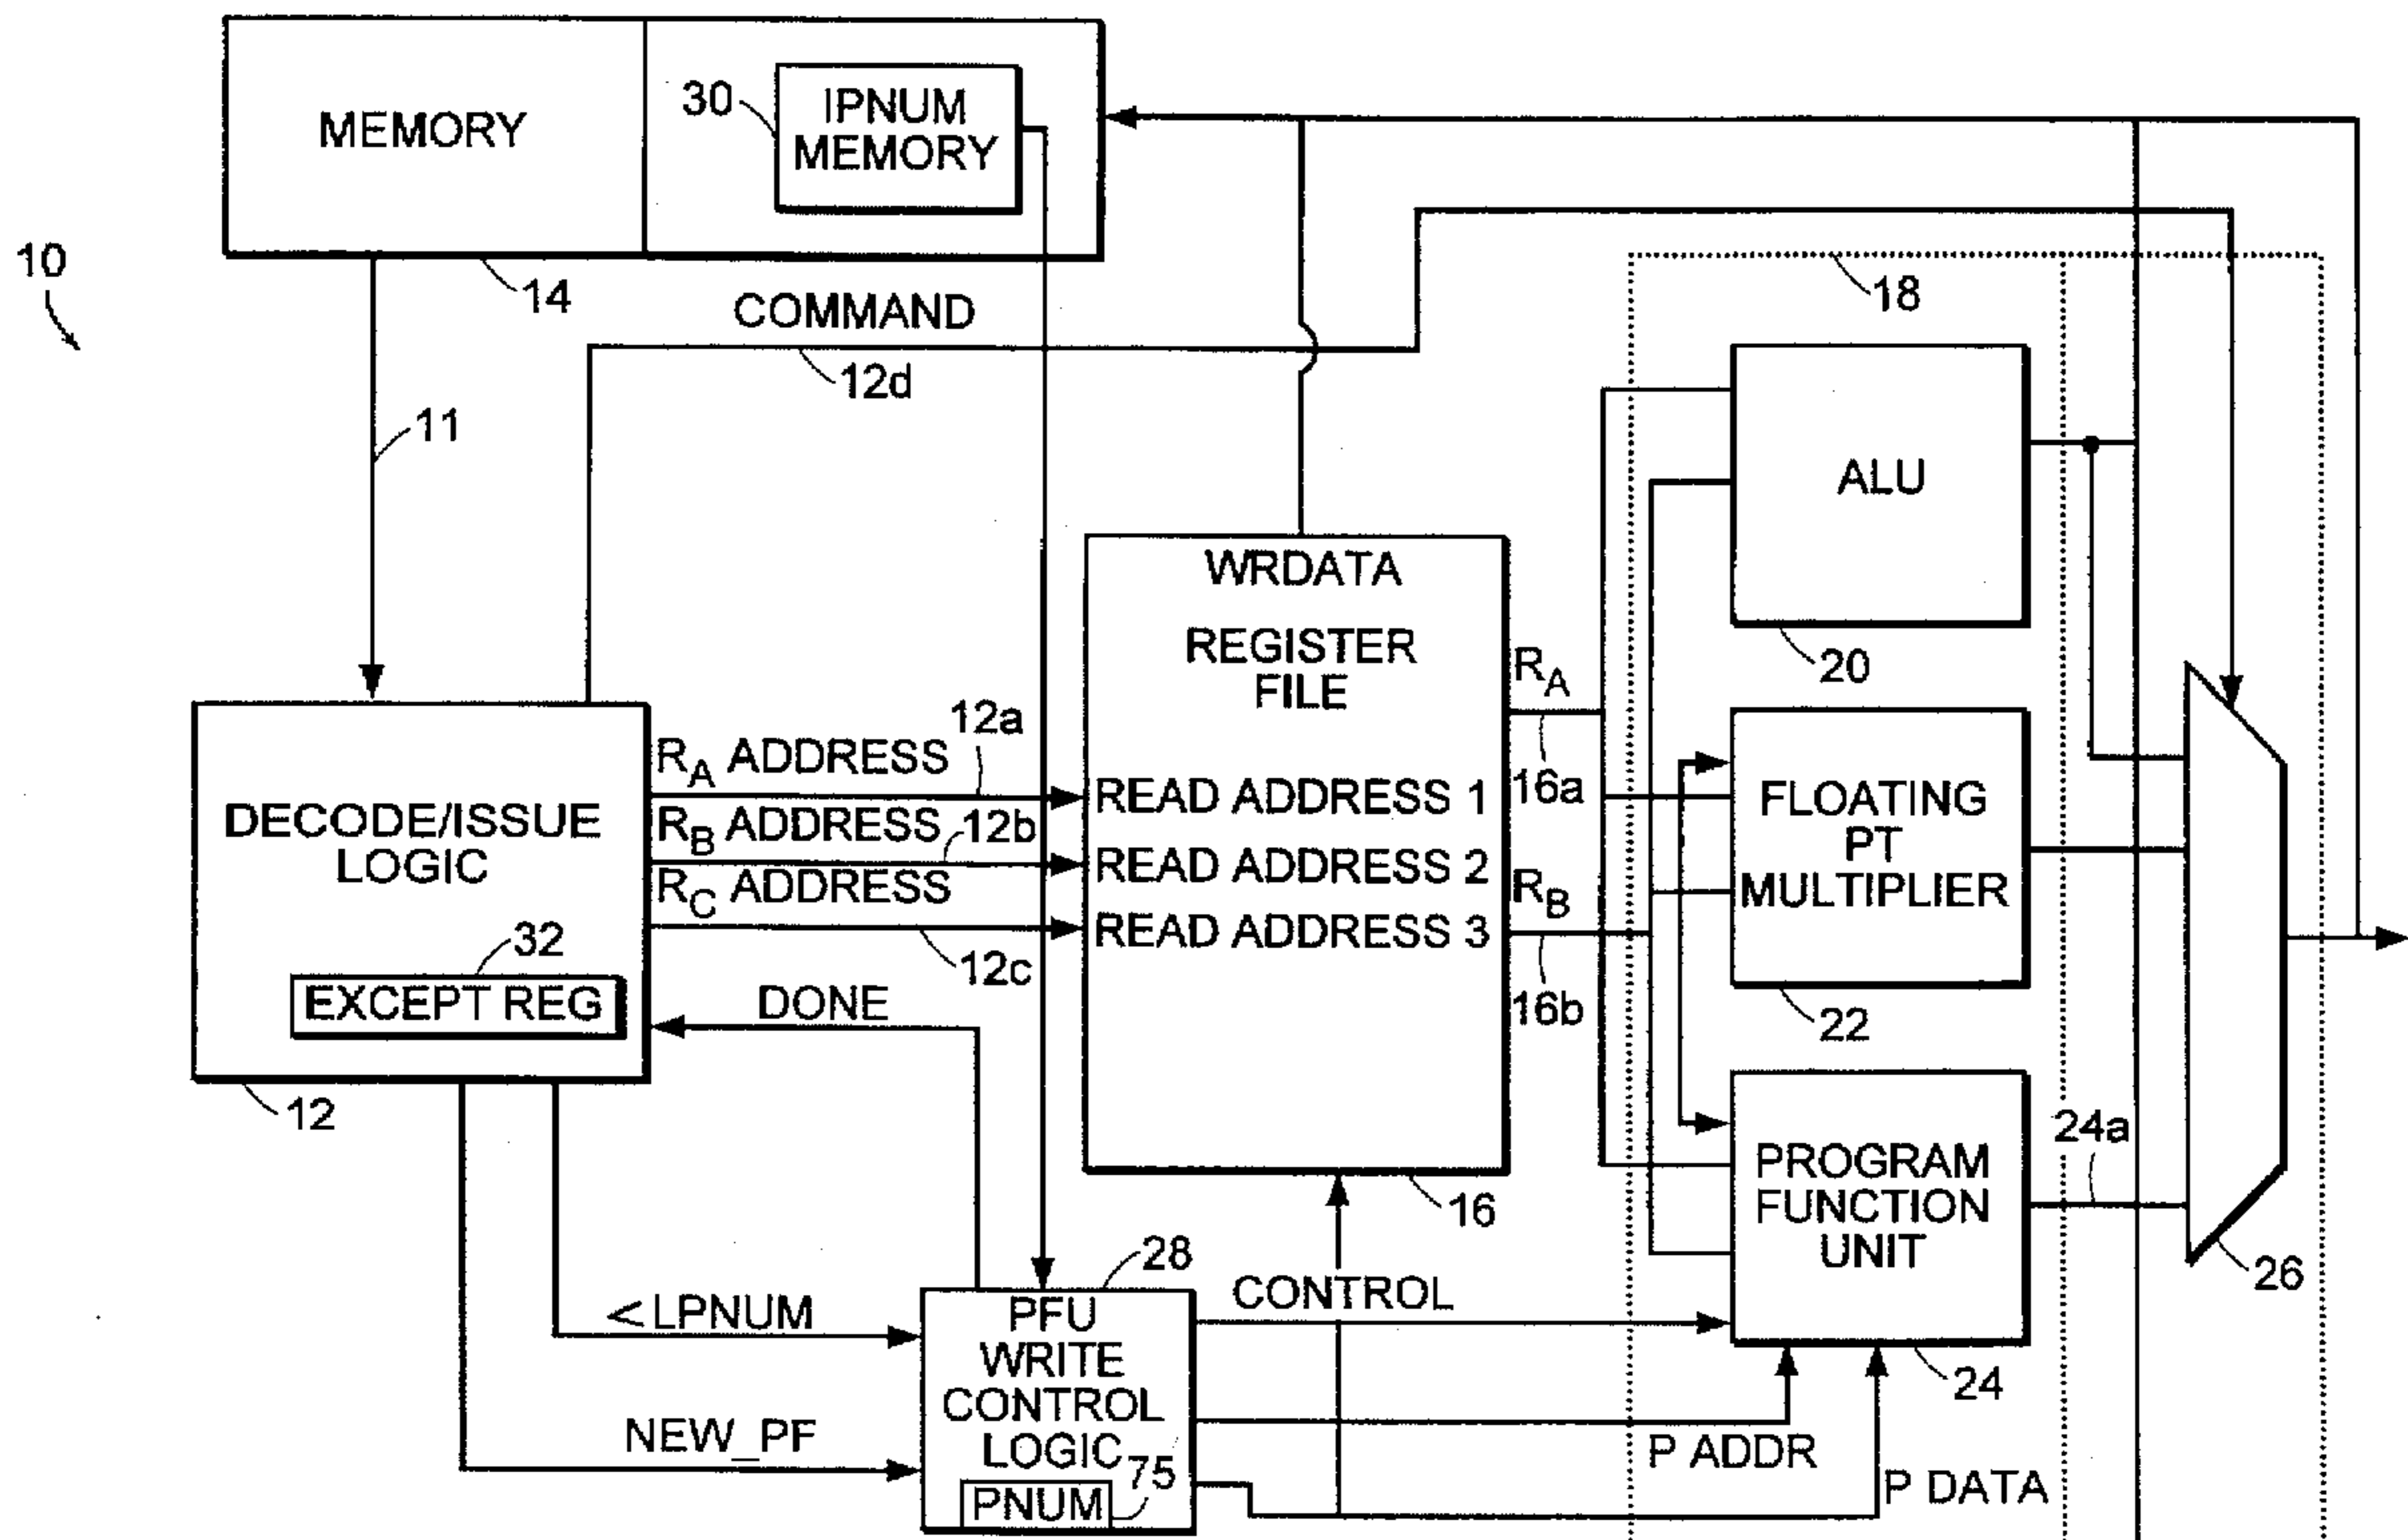 MEMORY
30
IPNUM
MEMORY
10
14
18
COMMAND
12d
11
ALU
20
WRDATA
REGISTER
FILE
RA
16a
RB
16b
12a
RA ADDRESS
READ ADDRESS 1
RB ADDRESS
12b
READ ADDRESS 2
RC ADDRESS
READ ADDRESS 3
12c
DECODE/ISSUE
LOGIC
32
EXCEPT REG
12
DONE
FLOATING
PT
MULTIPLIER
22
24a
PROGRAM
FUNCTION
UNIT
24
26
16
28
<LPNUM
NEW_PF
PFU
WRITE
CONTROL
LOGIC
75
PNUM
CONTROL
P ADDR
P DATA